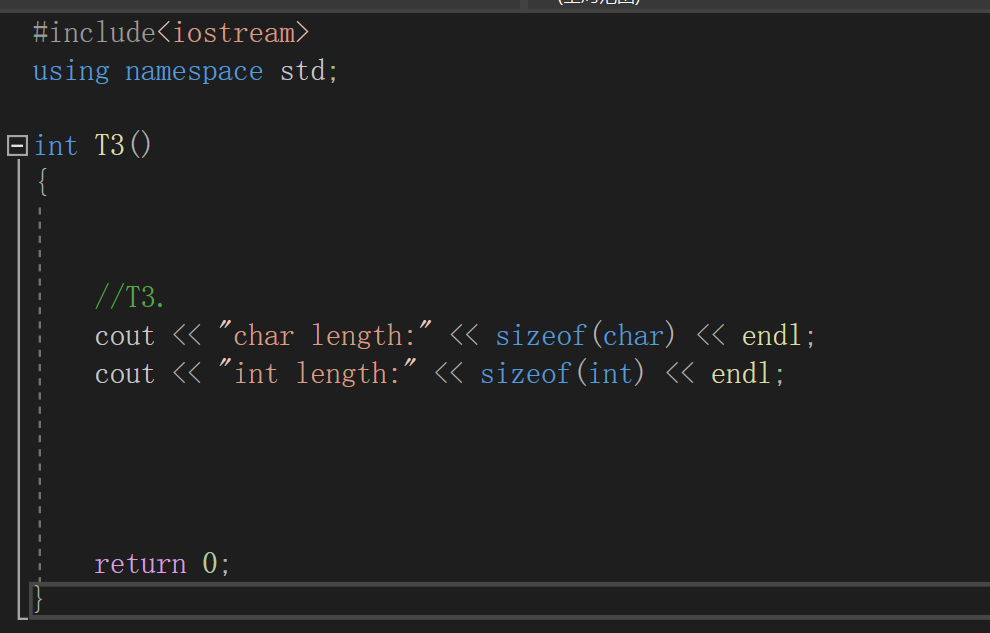 #include<iostream>
using namespace std;
int T3()
{
//T3.
cout << "char length:" << sizeof(char) << endl;
cout << "int length:" << sizeof(int) << endl;
return 0;
}